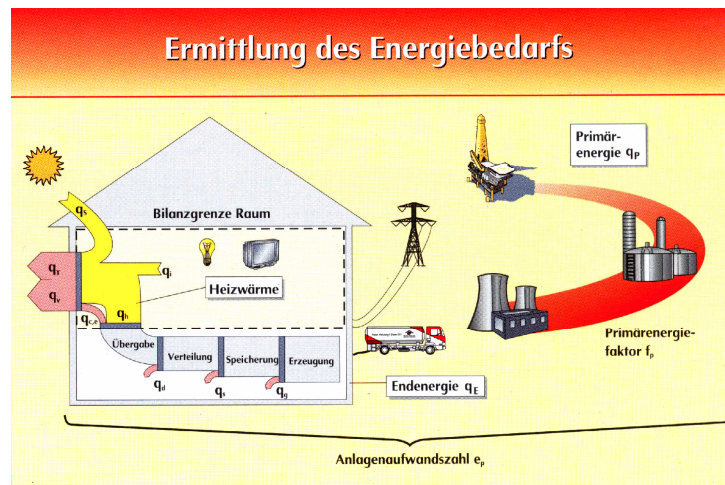 Ermittlung des Energiebedarfs
Primär-
energie qP
qs
Bilanzgrenze Raum
qT
qi
qv
Heizwärme
qc,e
qh
Übergabe
Verteilung
Speicherung
Erzeugung
qd
qs
qg
Endenergie qE
Primärenergie-
faktor fp
Anlagenaufwandszahl ep